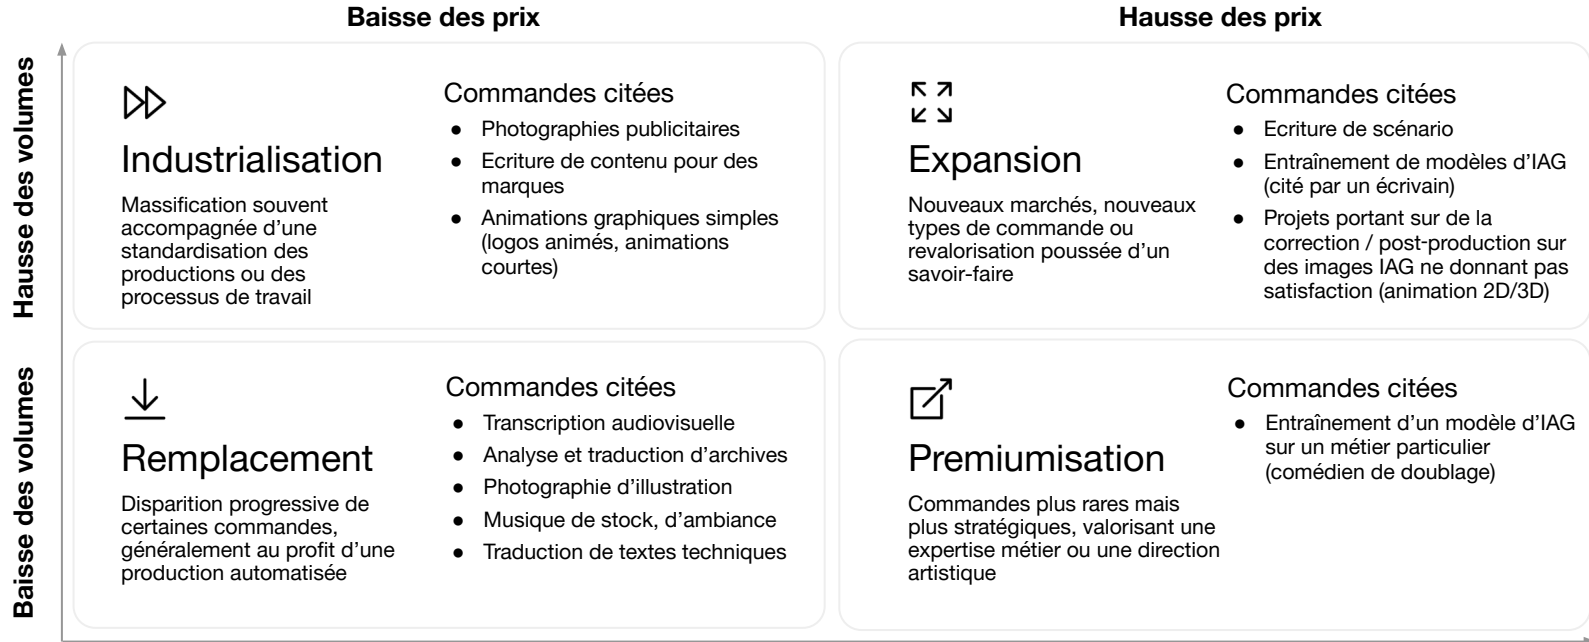 Baisse des prix
Hausse des prix
Hausse des volumes
Industrialisation
Massification souvent
accompagnée d’une
standardisation des
productions ou des
processus de travail
Commandes citées
● Photographies publicitaires
● Ecriture de contenu pour des
marques
● Animations graphiques simples
(logos animés, animations
courtes)
Expansion
Nouveaux marchés, nouveaux
types de commande ou
revalorisation poussée d’un
savoir-faire
Commandes citées
● Ecriture de scénario
● Entraînement de modèles d’IAG
(cité par un écrivain)
● Projets portant sur de la
correction / post-production sur
des images IAG ne donnant pas
satisfaction (animation 2D/3D)
Baisse des volumes
Remplacement
Disparition progressive de
certaines commandes,
généralement au profit d’une
production automatisée
Commandes citées
● Transcription audiovisuelle
● Analyse et traduction d’archives
● Photographie d’illustration
● Musique de stock, d’ambiance
● Traduction de textes techniques
Premiumisation
Commandes plus rares mais
plus stratégiques, valorisant une
expertise métier ou une direction
artistique
Commandes citées
● Entraînement d’un modèle d’IAG
sur un métier particulier
(comédien de doublage)